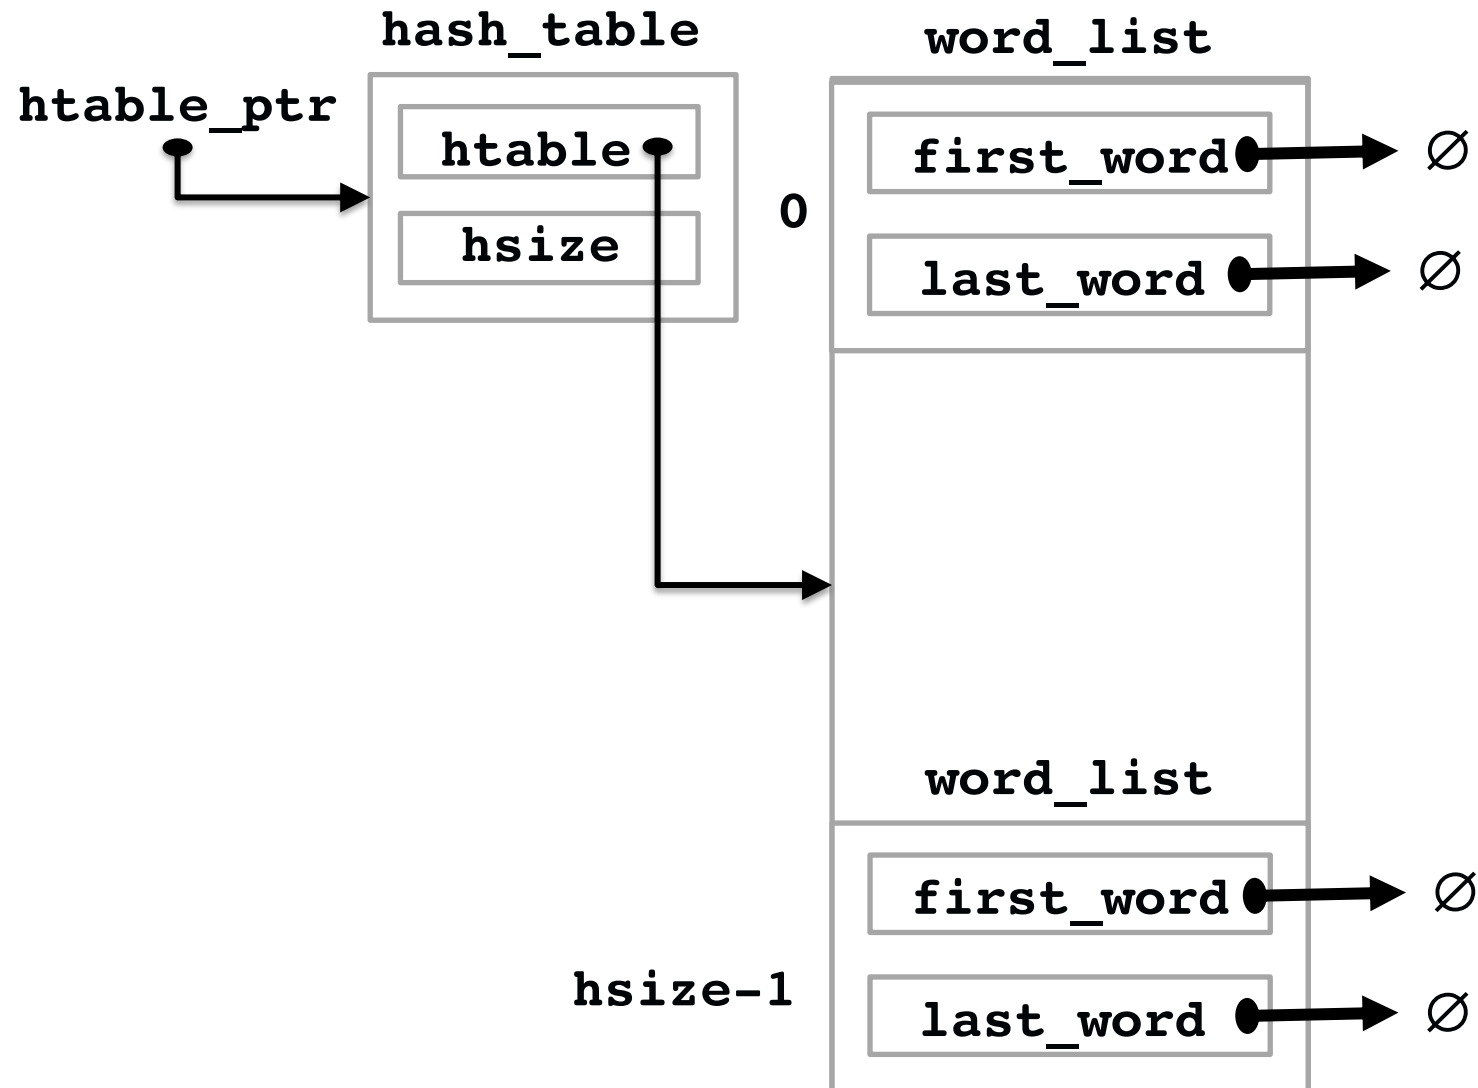 hash_table
word_list
htable_ptr
htable
first_word
∅
0
hsize
last_word
∅
word_list
first_word
∅
hsize-1
last_word
∅